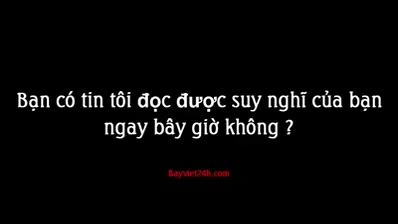 Bạn có tin tôi đọc được suy nghĩ của bạn
ngay bây giờ không ?
Bayviet24h.com